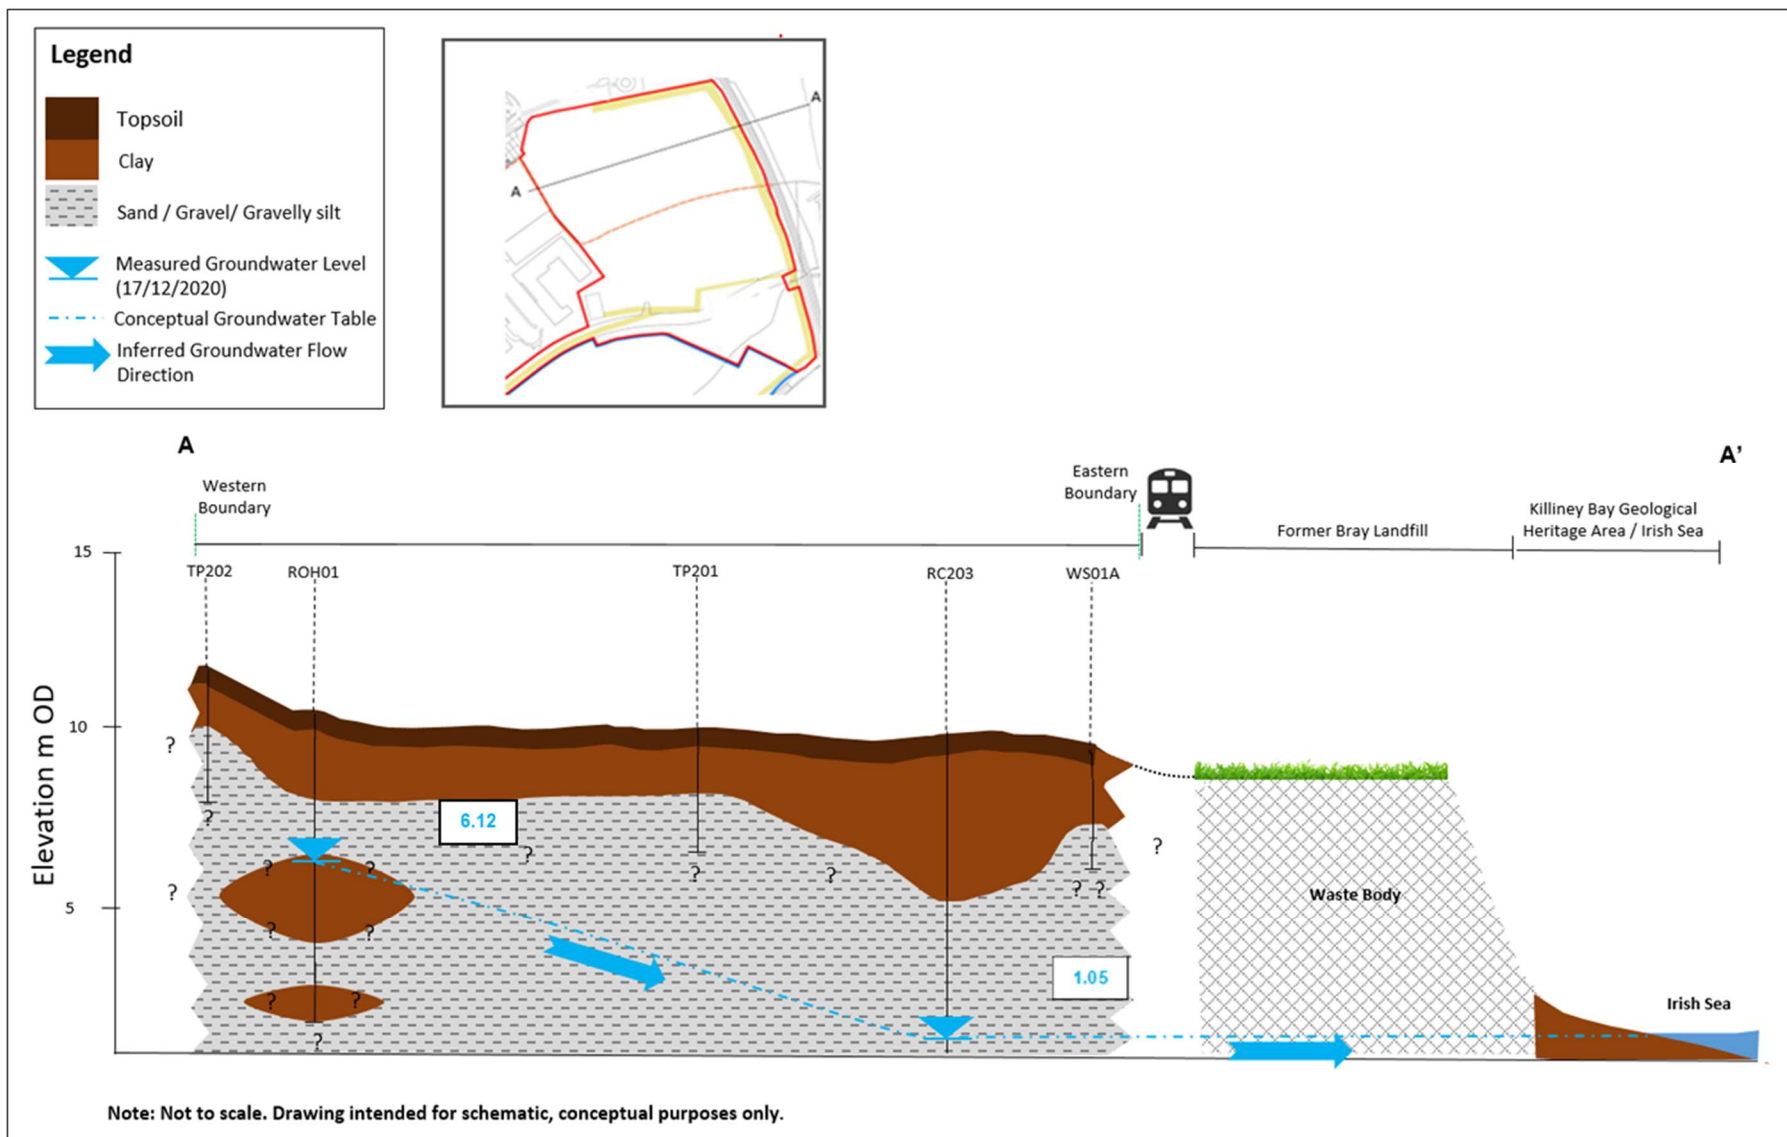 Legend
Topsoil
Clay
Sand / Gravel/ Gravelly silt
Measured Groundwater Level
(17/12/2020)
Conceptual Groundwater Table
Inferred Groundwater Flow
Direction
A
A
A
A'
Western
Boundary
Eastern
Boundary
Former Bray Landfill
Killiney Bay Geological
Heritage Area / Irish Sea
15
TP202
ROH01
TP201
RC203
WS01A
Elevation m OD
10
?
?
6.12
?
?
?
?
?
?
?
? ?
?
5
Waste Body
?
?
1.05
?
?
?
Irish Sea
Note: Not to scale. Drawing intended for schematic, conceptual purposes only.